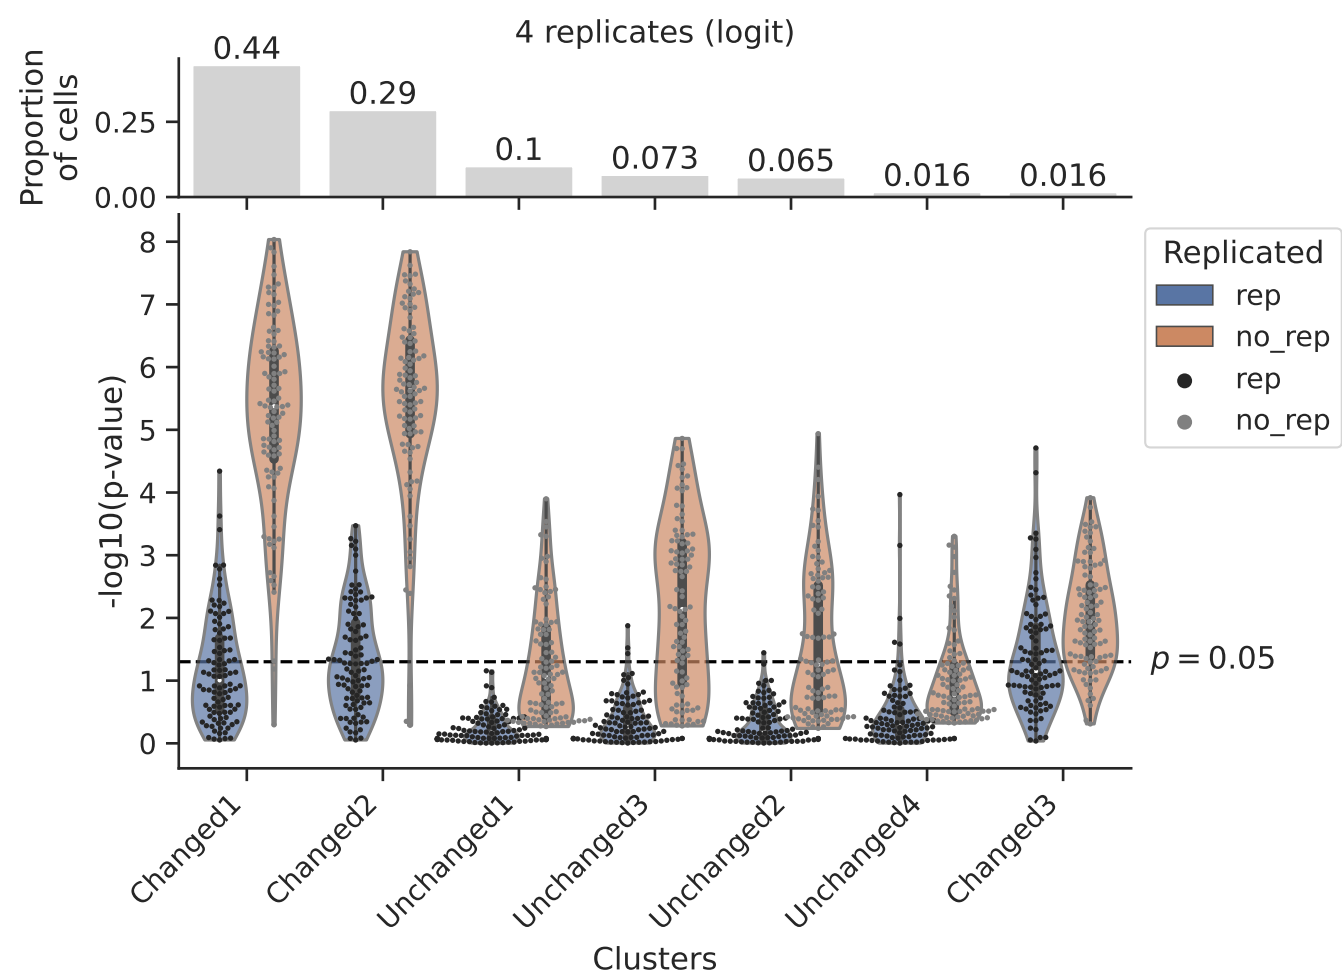 4 replicates (logit)
Proportion
of cells
0.25
0.00
0.44
0.29
0.1
0.073
0.065
0.016
0.016
-log10(p-value)
8
7
6
5
4
3
2
1
0
p = 0.05
Replicated
rep
no_rep
rep
no_rep
Changed1
Changed2
Unchanged1
Unchanged3
Unchanged2
Unchanged4
Changed3
Clusters